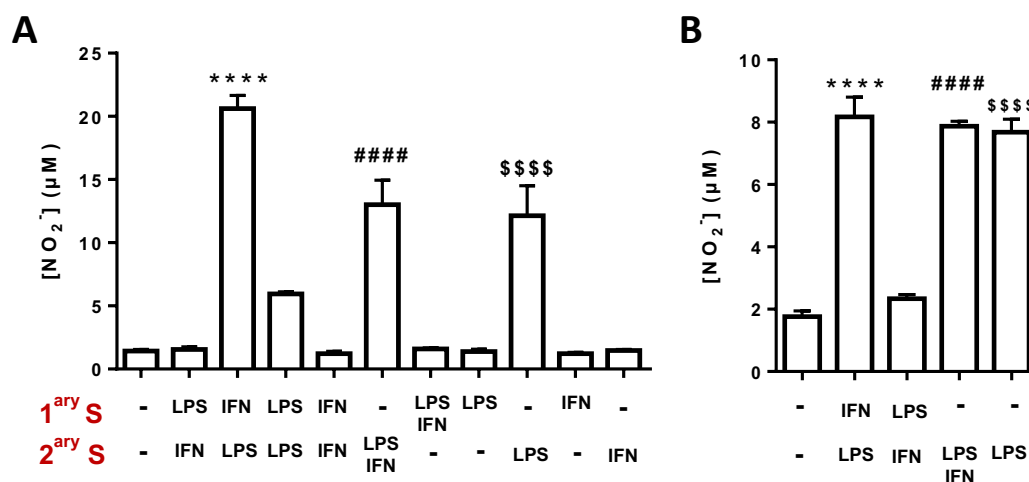 A
B
25
20
15
10
5
0
[NO2-] (µM)
****
####
$$$$
1ary S
- LPS IFN LPS IFN - LPS IFN LPS - IFN -
2ary S
- IFN LPS LPS IFN LPS IFN - - LPS - IFN
10
8
6
4
2
0
[NO2-] (µM)
****
####
$$$$
- IFN LPS - -
- LPS IFN LPS IFN LPS